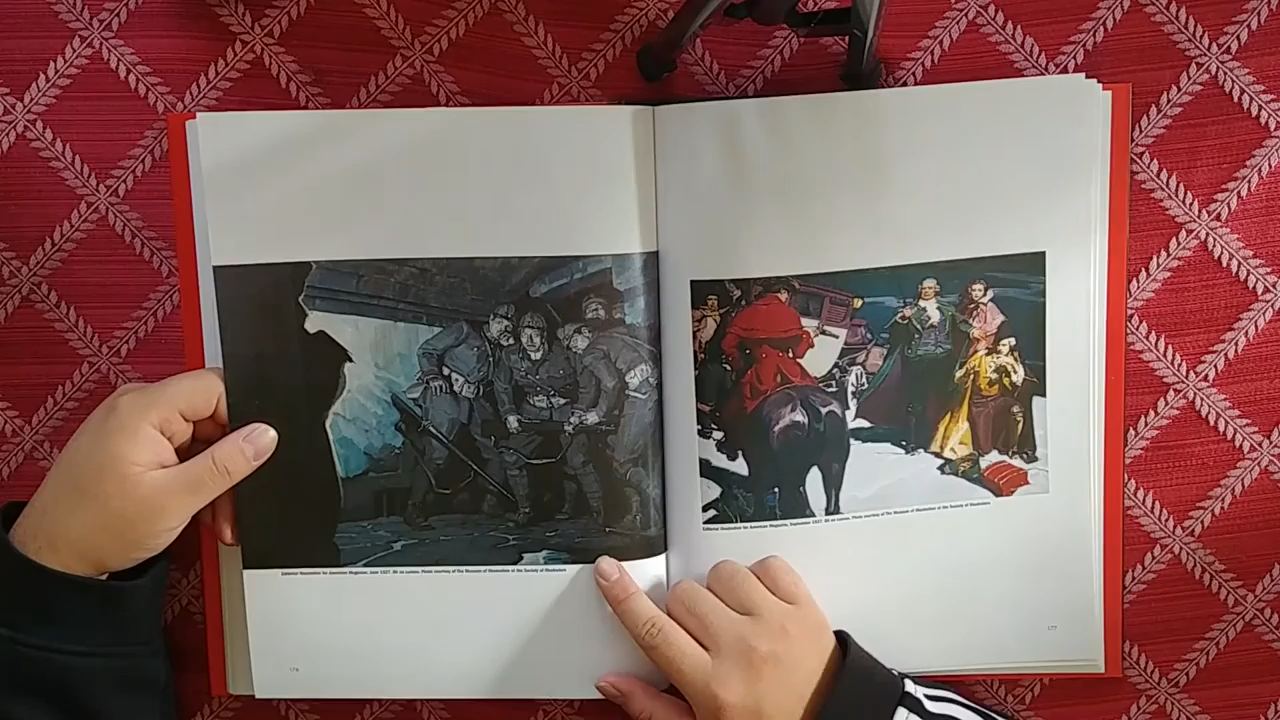 Editorial illustration for American Magazine, June 1927. Oil on canvas. Photo courtesy of The Museum of Illustration at the Society of Illustrators
176
Editorial illustration for American Magazine, September 1927. Oil on canvas. Photo courtesy of The Museum of Illustration at the Society of Illustrators
177